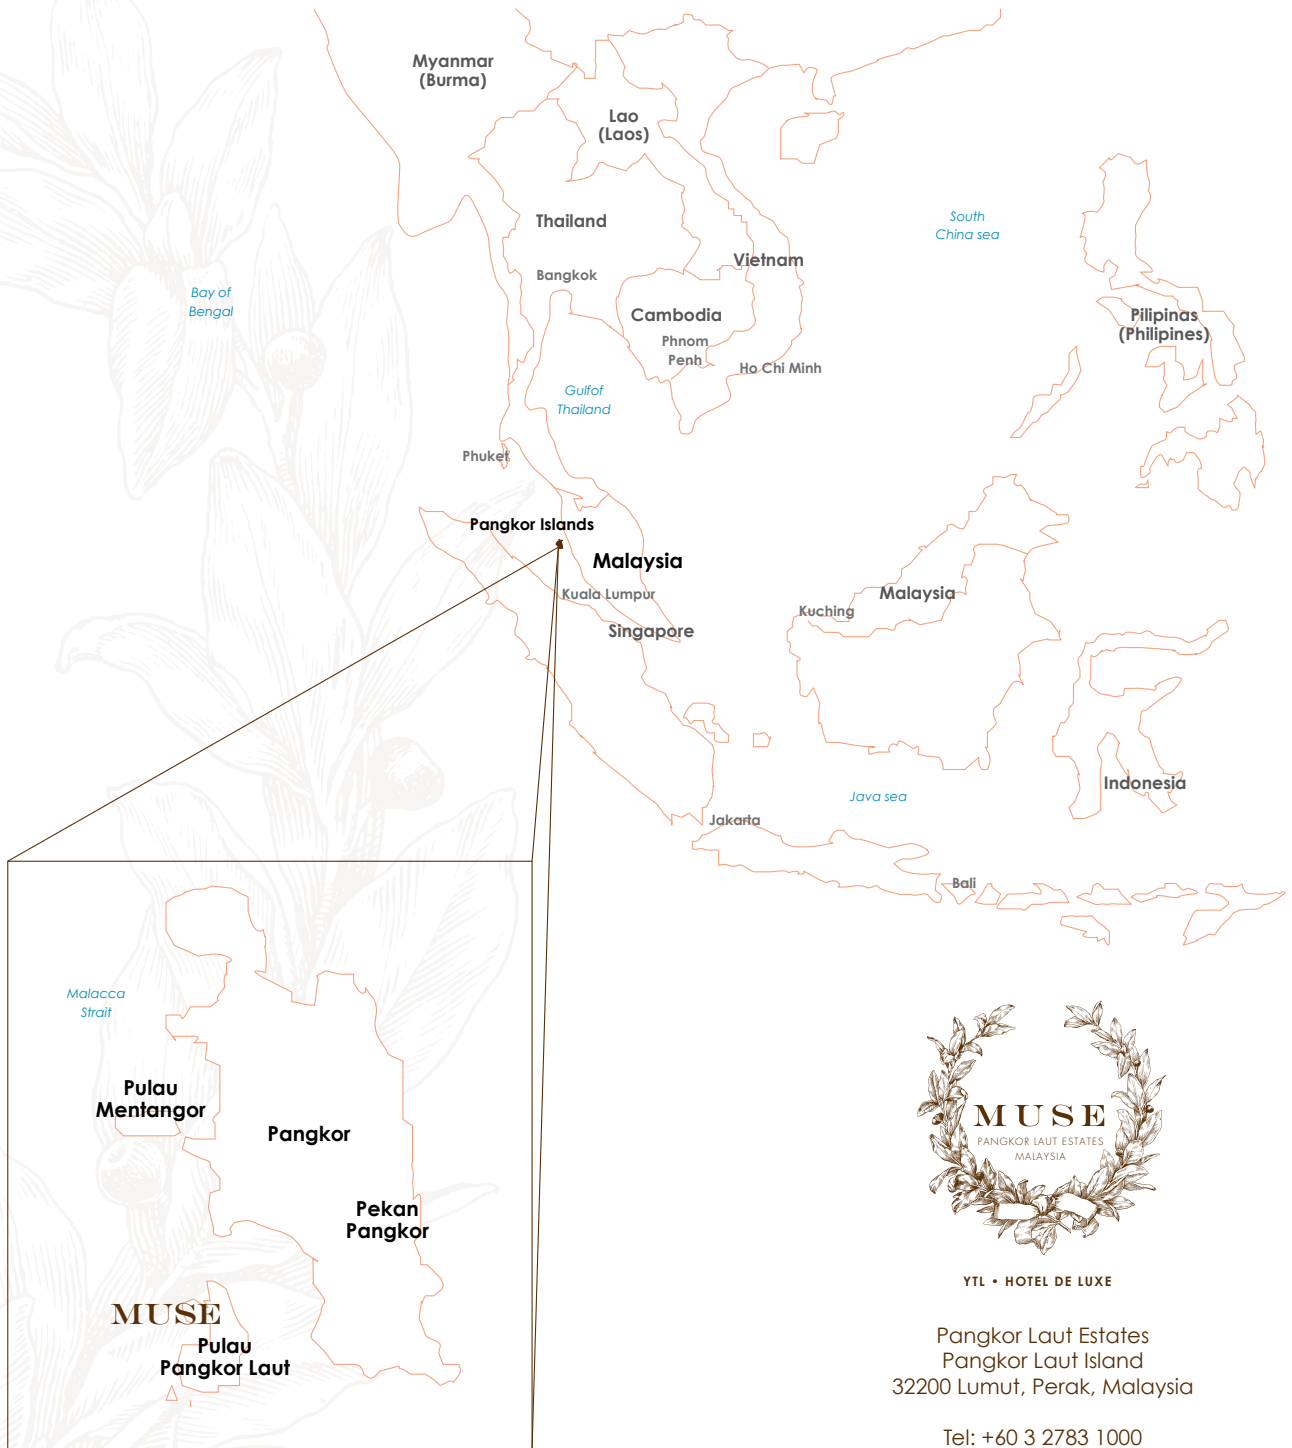 Myanmar
(Burma)
Lao
(Laos)
Thailand
South
China sea
Vietnam
Bangkok
Bay of
Bengal
Cambodia
Pilipinas
(Philipines)
Phnom
Penh
Ho Chi Minh
Gulfof
Thailand
Phuket
Pangkor Islands
Malaysia
Kuala Lumpur
Malaysia
Kuching
Singapore
Indonesia
Java sea
Jakarta
Bali
Malacca
Strait
Pulau
Mentangor
Pangkor
Pekan
Pangkor
MUSE
Pulau
Pangkor Laut
MUSE
PANGKOR LAUT ESTATES
MALAYSIA
YTL • HOTEL DE LUXE
Pangkor Laut Estates
Pangkor Laut Island
32200 Lumut, Perak, Malaysia
Tel: +60 3 2783 1000